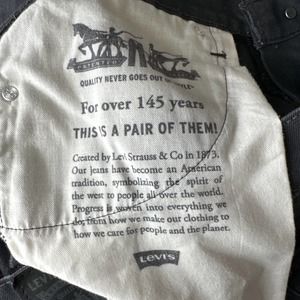 PATENTED
QUALITY NEVER GOES OUT OF STYLE
For over 145 years
THIS IS A PAIR OF THEM!
Created by Levi Strauss & Co in 1873.
Our jeans have become an American
tradition, symbolizing the spirit of
the west to people all over the world.
Progress is woven into everything we
do, from how we make our clothing to
how we care for people and the planet.
LEVI'S